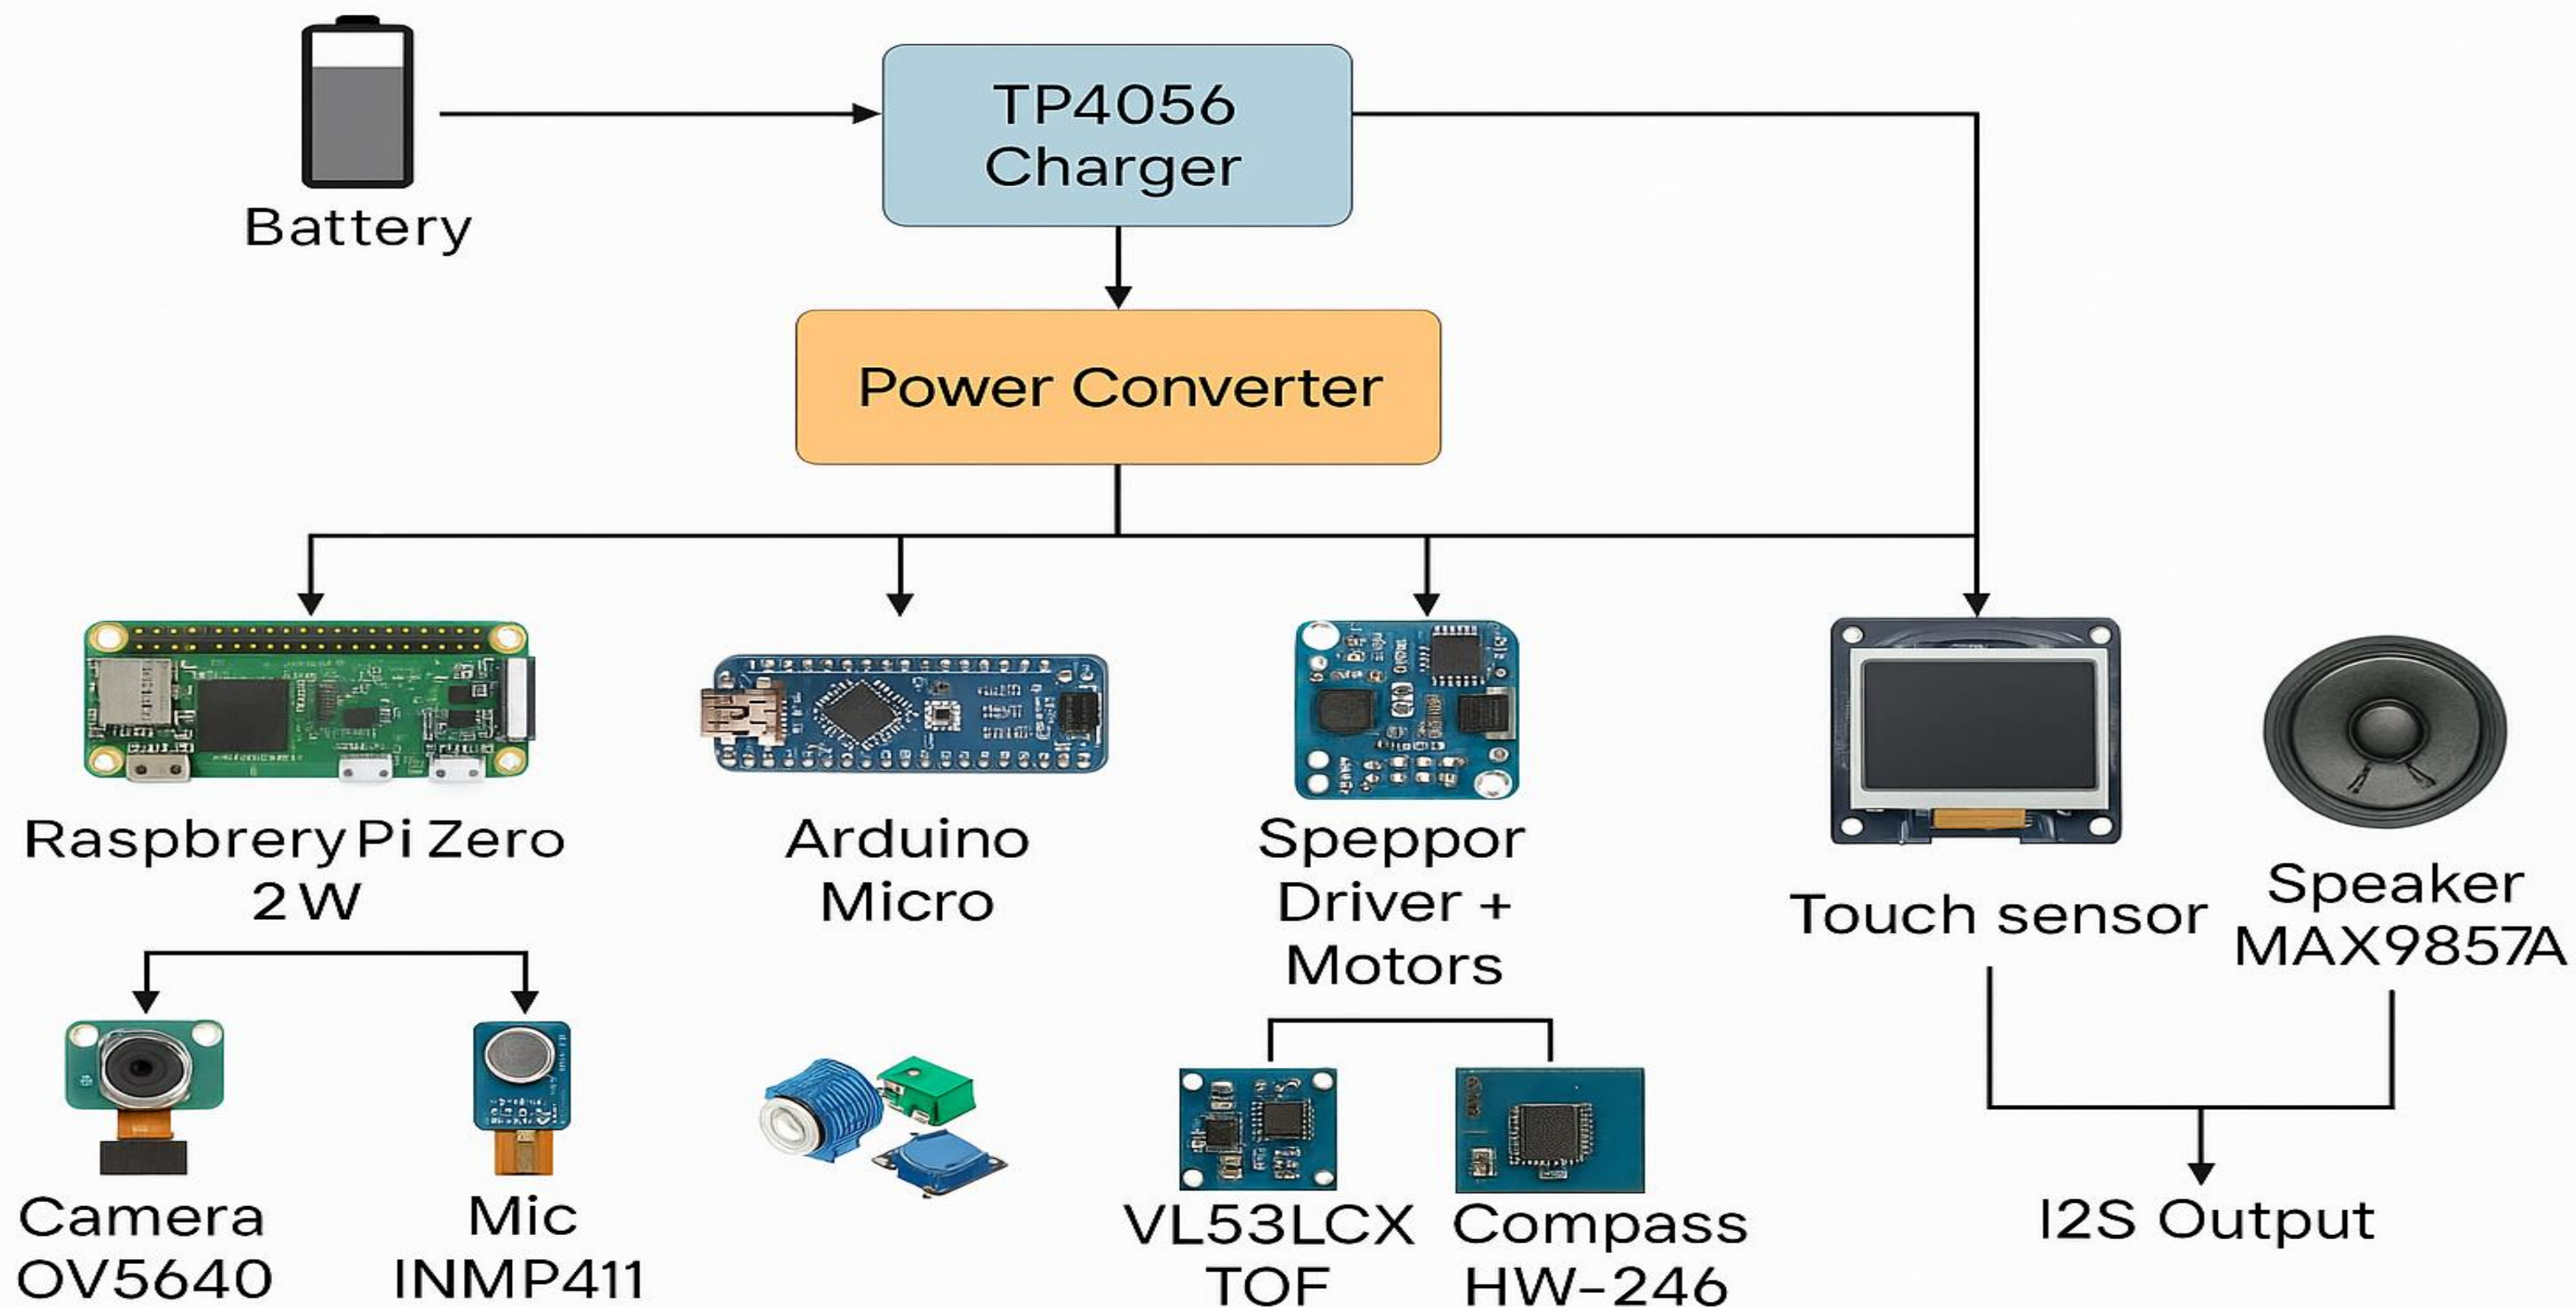 Battery
TP4056
Charger
Power Converter
Raspbrery Pi Zero
2 W
Arduino
Micro
Speppor
Driver +
Motors
Touch sensor
Speaker
MAX9857A
Camera
OV5640
Mic
INMP411
VL53LCX
TOF
Compass
HW-246
I2S Output